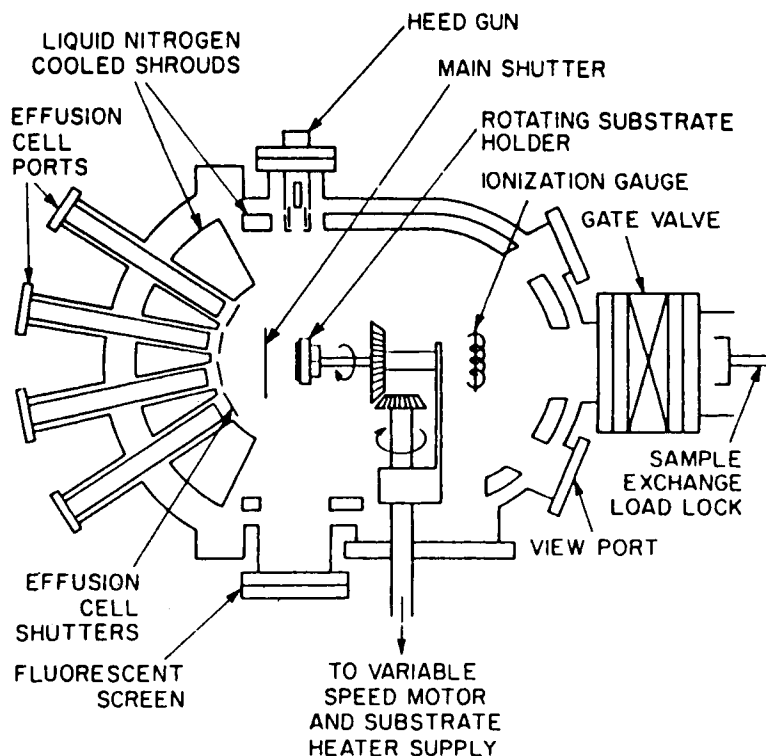 HEED GUN
LIQUID NITROGEN
COOLED SHROUDS
MAIN SHUTTER
EFFUSION
CELL
PORTS
ROTATING SUBSTRATE
HOLDER
IONIZATION GAUGE
GATE VALVE
SAMPLE
EXCHANGE
LOAD LOCK
VIEW PORT
EFFUSION
CELL
SHUTTERS
FLUORESCENT
SCREEN
TO VARIABLE
SPEED MOTOR
AND SUBSTRATE
HEATER SUPPLY